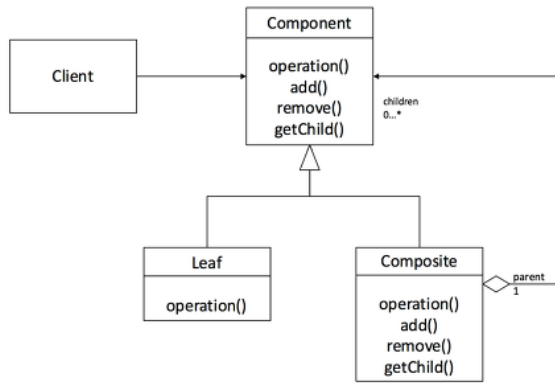 Component
operation()
add()
remove()
getChild()
Client
children
0...*
Leaf
operation()
Composite
operation()
add()
remove()
getChild()
parent
1